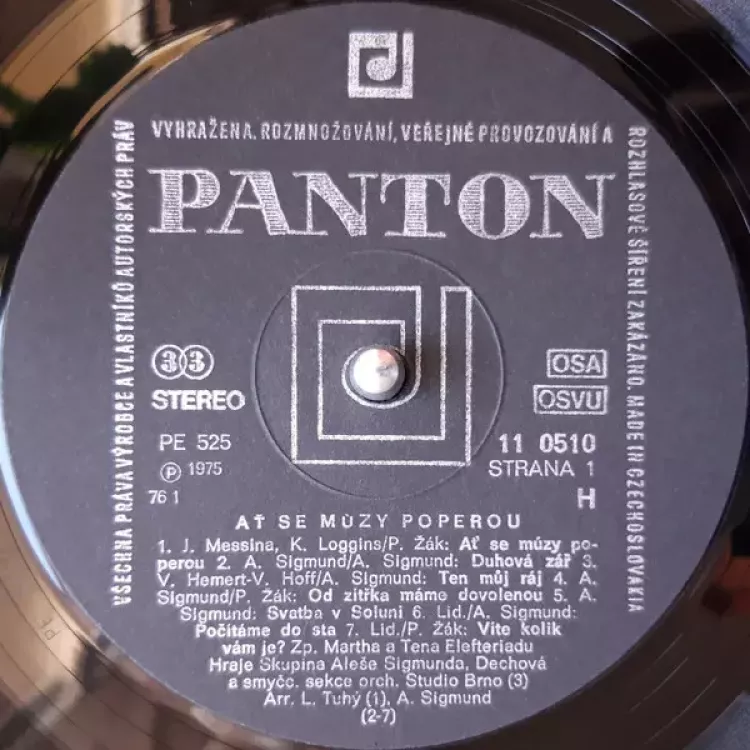 VŠECHNA PRÁVA VÝROBCE A VLASTNÍKŮ AUTORSKÝCH PRÁV
VYHRAŽENA. ROZMNOŽOVÁNÍ, VEŘEJNÉ PROVOZOVÁNÍ A
ROZHLASOVÉ ŠÍŘENÍ ZAKÁZÁNO. MADE IN CZECHOSLOVAKIA
PANTON
33
STEREO
OSA
OSVU
PE 525
11 0510
Ⓟ 1975
STRANA 1
76 1
H
AŤ SE MÚZY POPEROU
1. J. Messina, K. Loggins/P. Žák: Ať se múzy po-
perou 2. A. Sigmund/A. Sigmund: Duhová zář 3.
V. Hemert-V. Hoff/A. Sigmund: Ten můj ráj 4. A.
Sigmund/P. Žák: Od zítřka máme dovolenou 5. A.
Sigmund: Svatba v Soluni 6. Lid./A. Sigmund:
Počítáme do sta 7. Lid./P. Žák: Víte kolik
vám je? Zp. Martha a Tena Elefteriadu
Hraje Skupina Aleše Sigmunda, Dechová
a smyčc. sekce orch. Studio Brno (3)
Arr. L. Tuhý (1), A. Sigmund
(2-7)